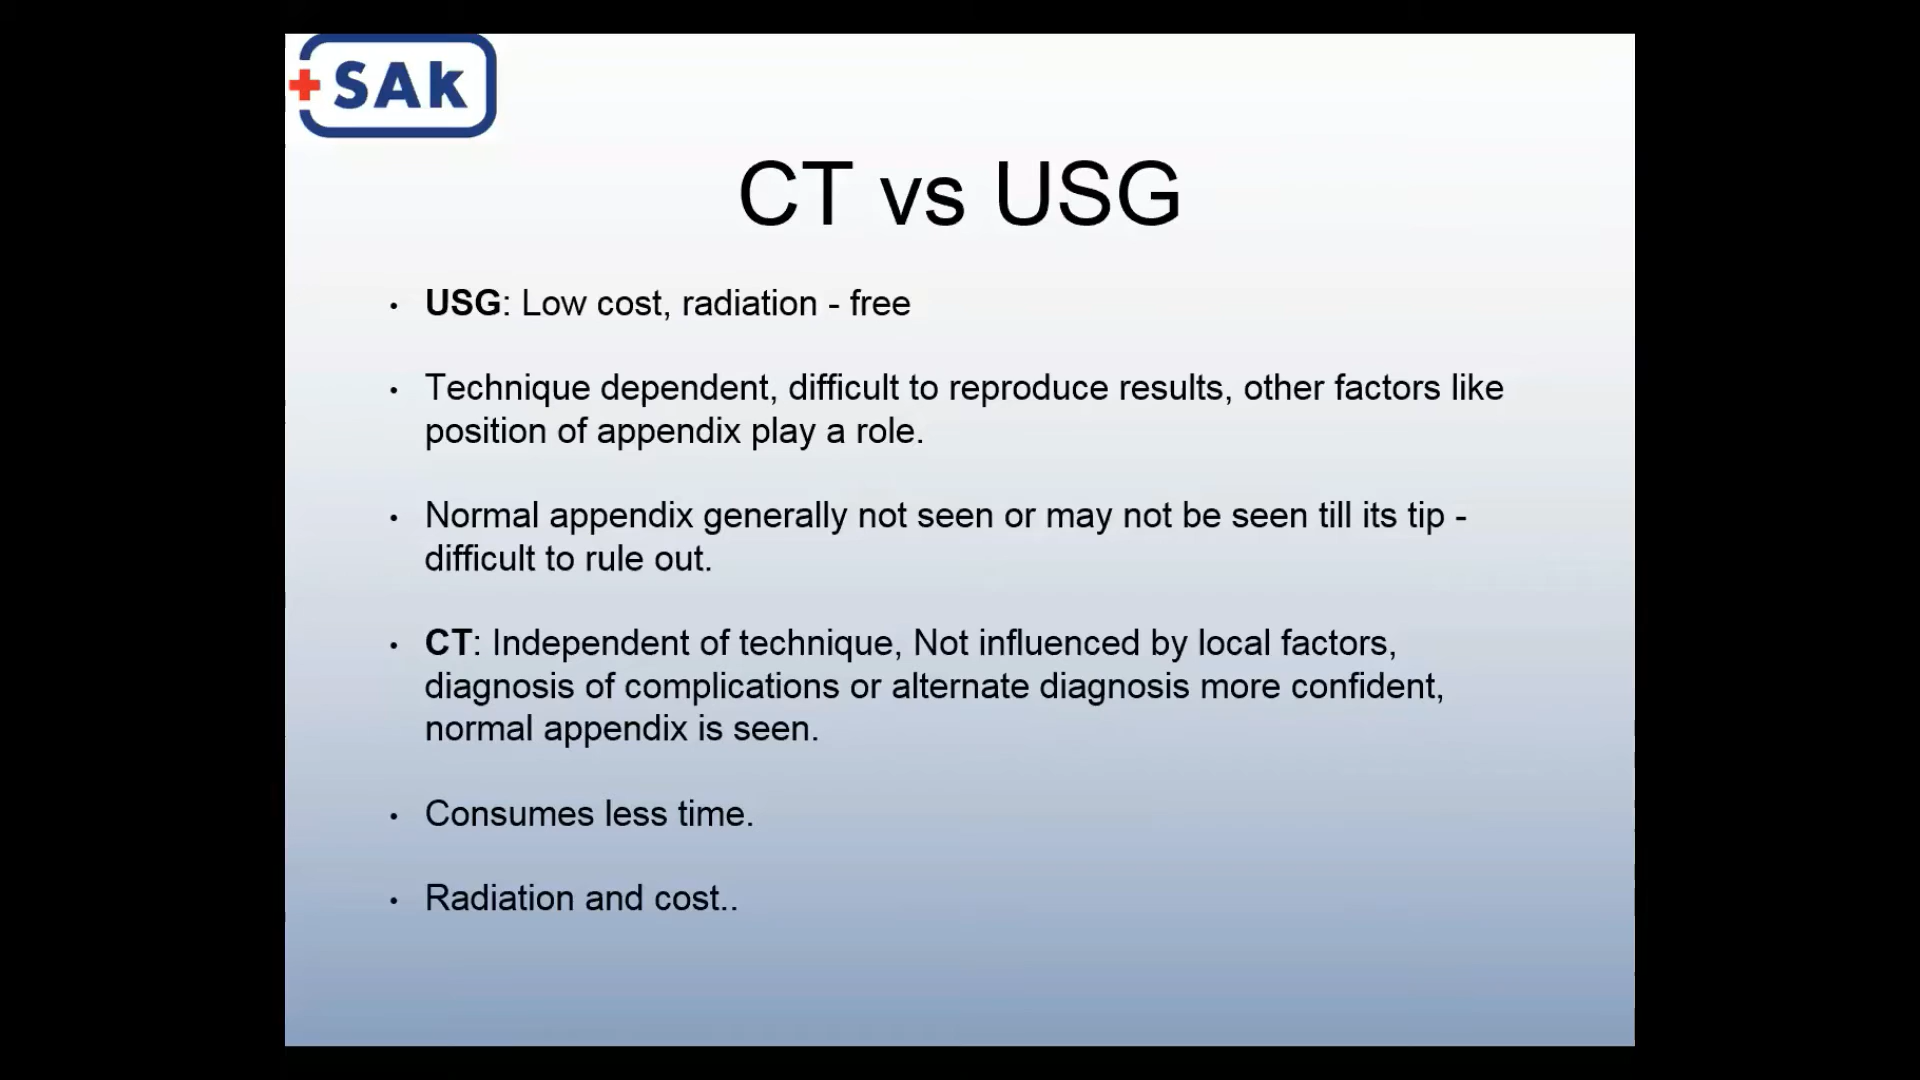 SAk
CT vs USG
• USG: Low cost, radiation - free
• Technique dependent, difficult to reproduce results, other factors like
position of appendix play a role.
• Normal appendix generally not seen or may not be seen till its tip -
difficult to rule out.
• CT: Independent of technique, Not influenced by local factors,
diagnosis of complications or alternate diagnosis more confident,
normal appendix is seen.
• Consumes less time.
• Radiation and cost..